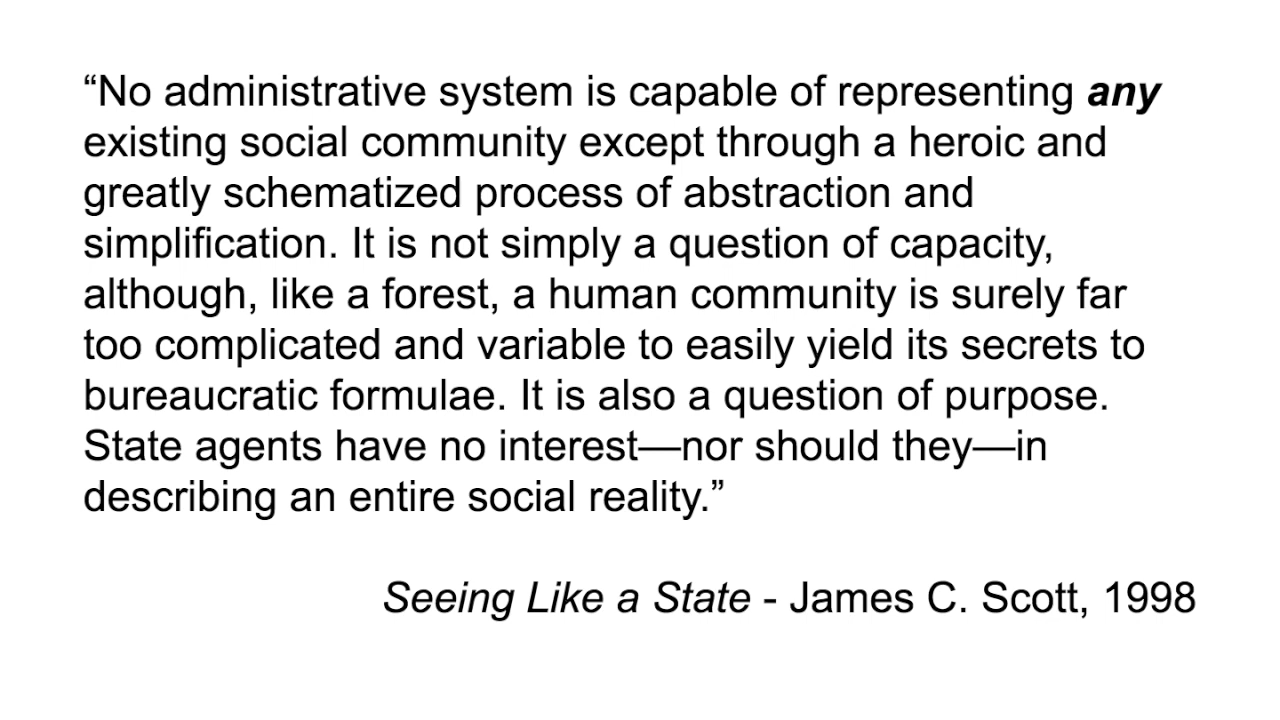 “No administrative system is capable of representing any
existing social community except through a heroic and
greatly schematized process of abstraction and
simplification. It is not simply a question of capacity,
although, like a forest, a human community is surely far
too complicated and variable to easily yield its secrets to
bureaucratic formulae. It is also a question of purpose.
State agents have no interest—nor should they—in
describing an entire social reality.”
Seeing Like a State - James C. Scott, 1998